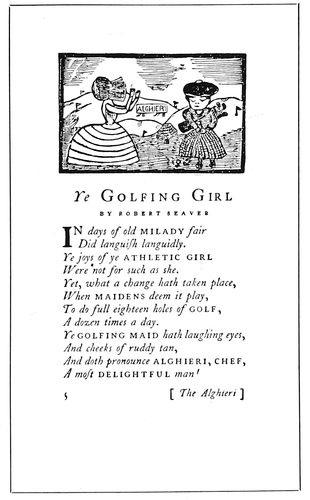 ALGHIERI
Ye GOLFING GIRL
BY ROBERT SEAVER
IN days of old MILADY fair
Did languiſh languidly.
Ye joys of ye ATHLETIC GIRL
Were not for such as she.
Yet, what a change hath taken place,
When MAIDENS deem it play,
To do full eighteen holes of GOLF,
A dozen times a day.
Ye GOLFING MAID hath laughing eyes,
And cheeks of ruddy tan,
And doth pronounce ALGHIERI, CHEF,
A moſt DELIGHTFUL man!
5 [ The Alghieri ]